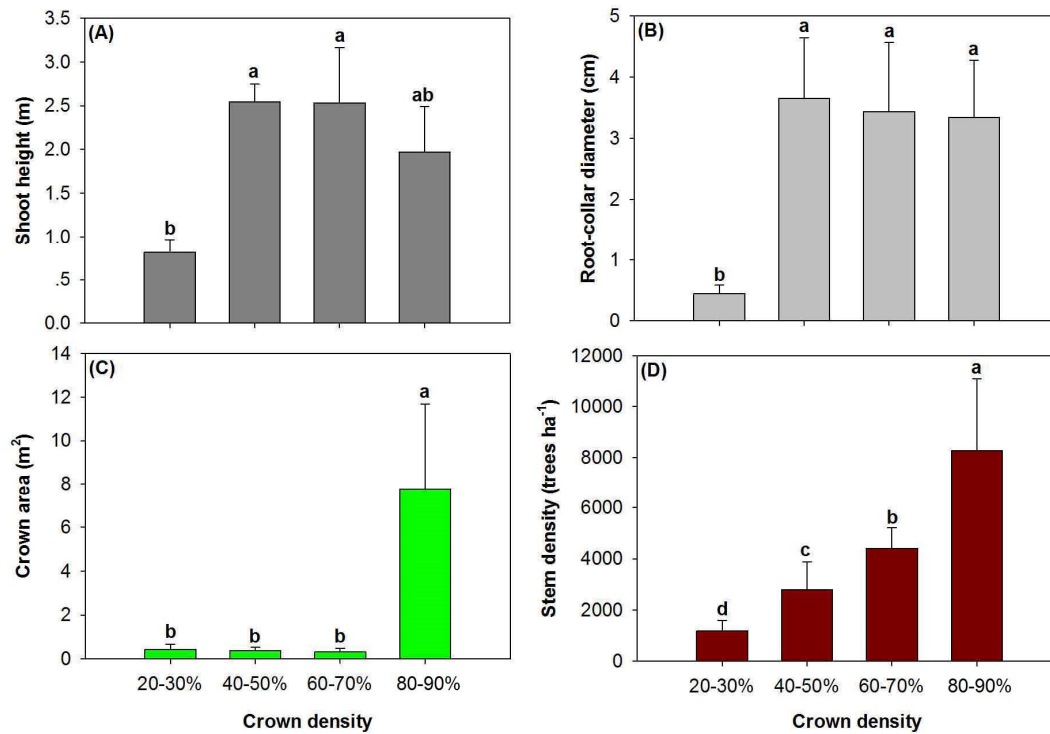 (A)
Shoot height (m)
3.5
3.0
2.5
2.0
1.5
1.0
.5
0.0
b
a
a
ab
(B)
Root-collar diameter (cm)
5
4
3
2
1
0
b
a
a
a
(C)
Crown area (m²)
14
12
10
8
6
4
2
0
b
b
b
a
20-30%
40-50%
60-70%
80-90%
Crown density
(D)
Stem density (trees ha⁻¹)
12000
10000
8000
6000
4000
2000
0
d
c
b
a
20-30%
40-50%
60-70%
80-90%
Crown density